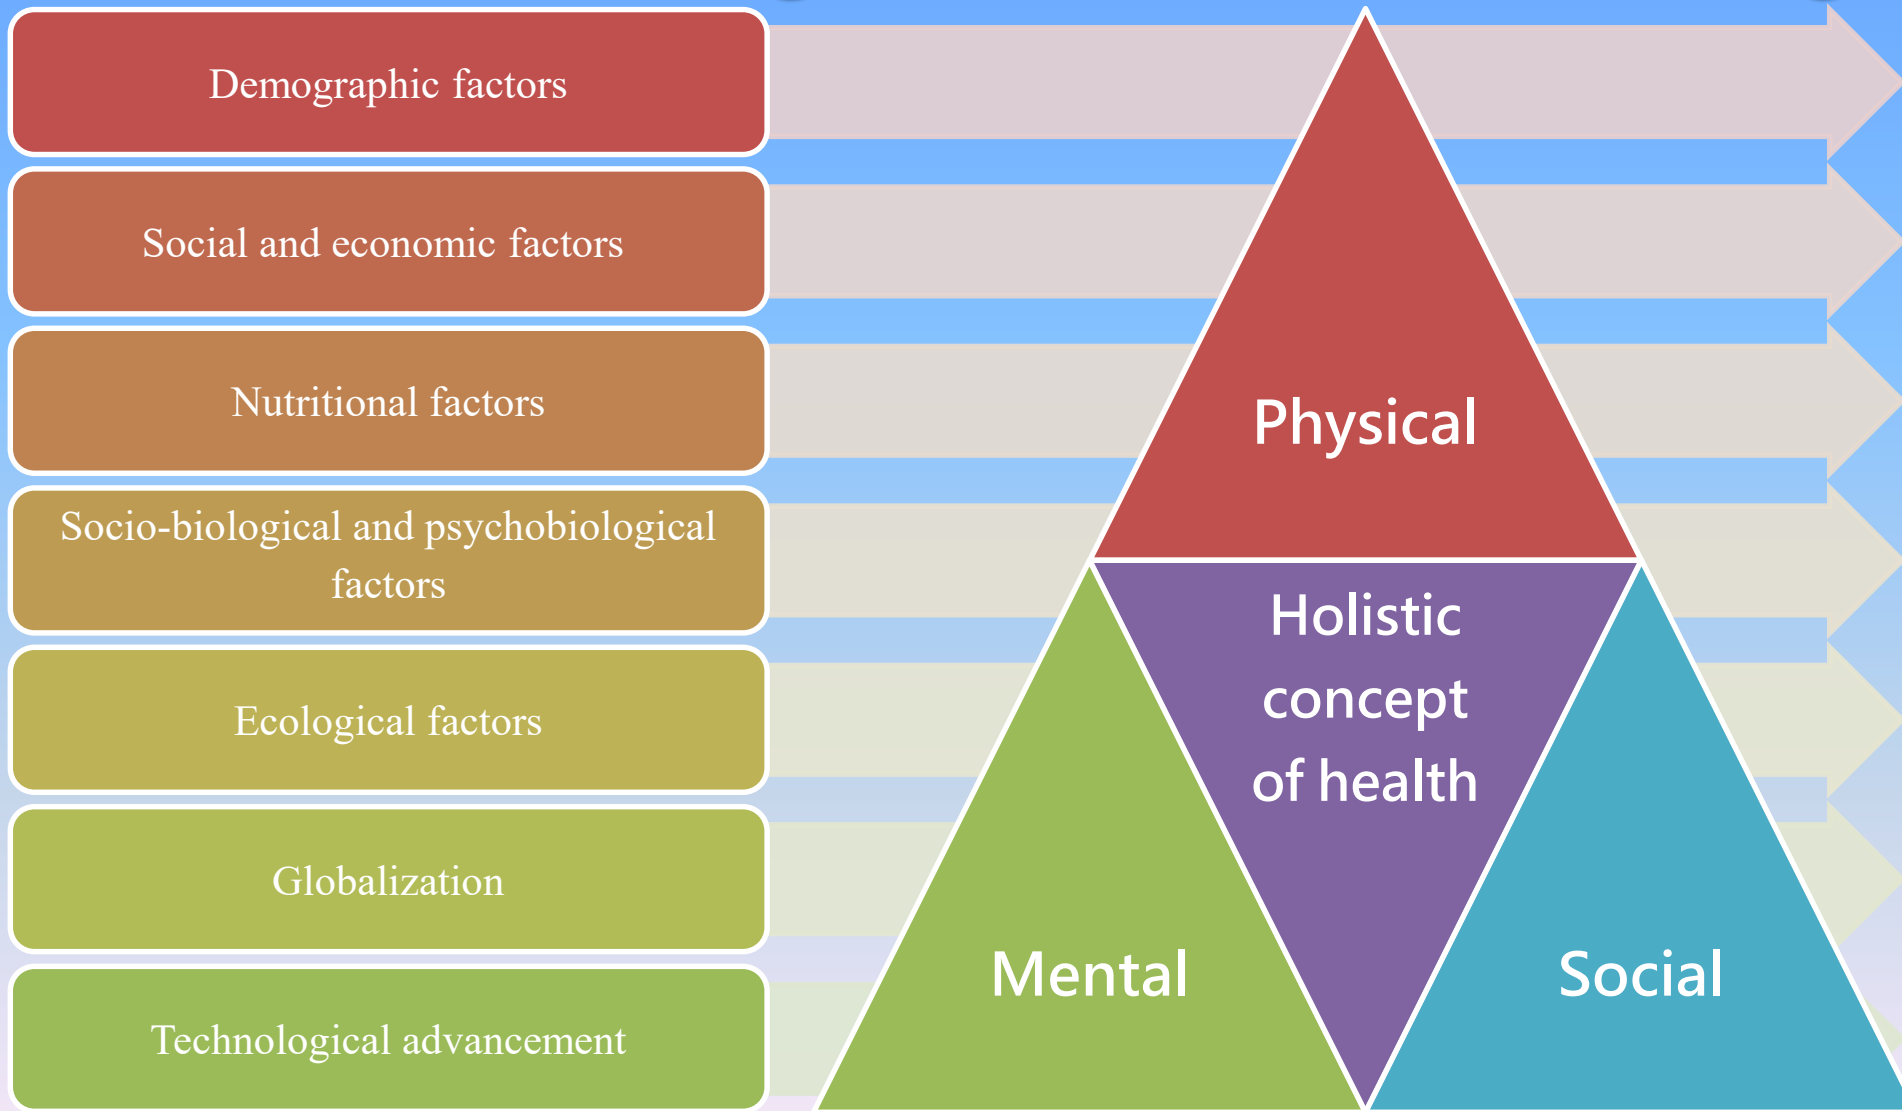 Demographic factors
Social and economic factors
Nutritional factors
Socio-biological and psychobiological
factors
Ecological factors
Globalization
Technological advancement
Physical
Holistic
concept
of health
Mental
Social